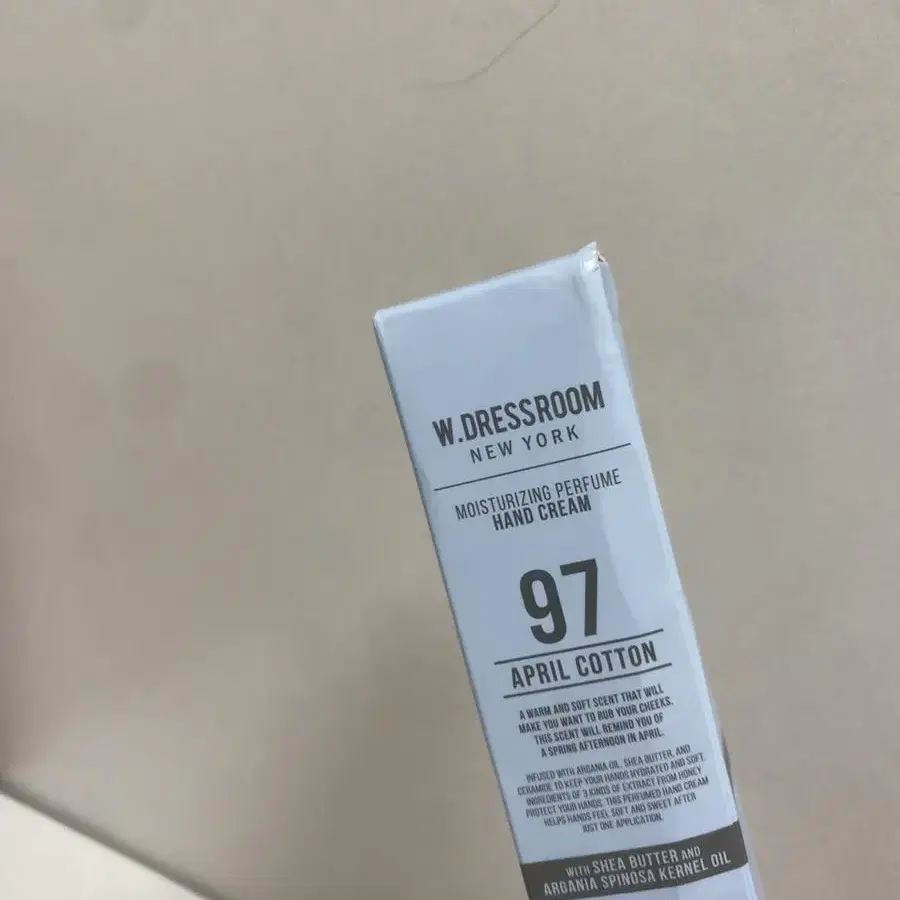 W.DRESSROOM
NEW YORK
MOISTURIZING PERFUME
HAND CREAM
97
APRIL COTTON
A WARM AND SOFT SCENT THAT WILL
MAKE YOU WANT TO RUB YOUR CHEEKS.
THIS SCENT WILL REMIND YOU OF
A SPRING AFTERNOON IN APRIL.
INFUSED WITH ARGANIA OIL, SHEA BUTTER, AND
CERAMIDE TO KEEP YOUR HANDS HYDRATED AND SOFT.
INGREDIENTS OF 3 KINDS OF EXTRACT FROM HONEY
PROTECT YOUR HANDS. THIS PERFUMED HAND CREAM
HELPS HANDS FEEL SOFT AND SWEET AFTER
JUST ONE APPLICATION.
WITH SHEA BUTTER AND
ARGANIA SPINOSA KERNEL OIL